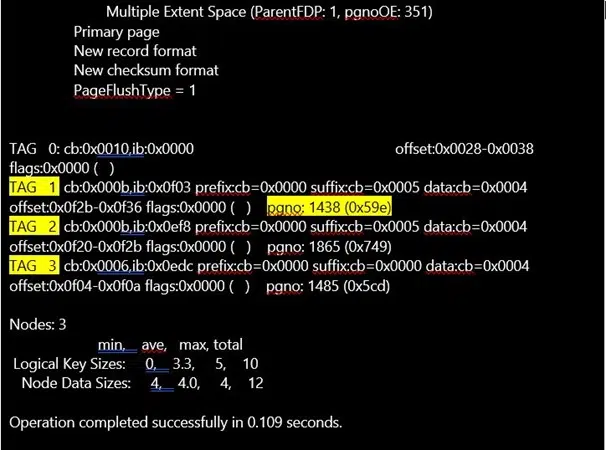 Multiple Extent Space (ParentFDP: 1, pgnoOE: 351)
Primary page
New record format
New checksum format
PageFlushType = 1
TAG 0: cb:0x0010,ib:0x0000 offset:0x0028-0x0038
flags:0x0000 ( )
TAG 1 cb:0x000b,ib:0x0f03 prefix:cb=0x0000 suffix:cb=0x0005 data:cb=0x0004
offset:0x0f2b-0x0f36 flags:0x0000 ( ) pgno: 1438 (0x59e)
TAG 2 cb:0x000b,ib:0x0ef8 prefix:cb=0x0000 suffix:cb=0x0005 data:cb=0x0004
offset:0x0f20-0x0f2b flags:0x0000 ( ) pgno: 1865 (0x749)
TAG 3 cb:0x0006,ib:0x0edc prefix:cb=0x0000 suffix:cb=0x0000 data:cb=0x0004
offset:0x0f04-0x0f0a flags:0x0000 ( ) pgno: 1485 (0x5cd)
Nodes: 3
min, ave, max, total
Logical Key Sizes: 0, 3.3, 5, 10
Node Data Sizes: 4, 4.0, 4, 12
Operation completed successfully in 0.109 seconds.